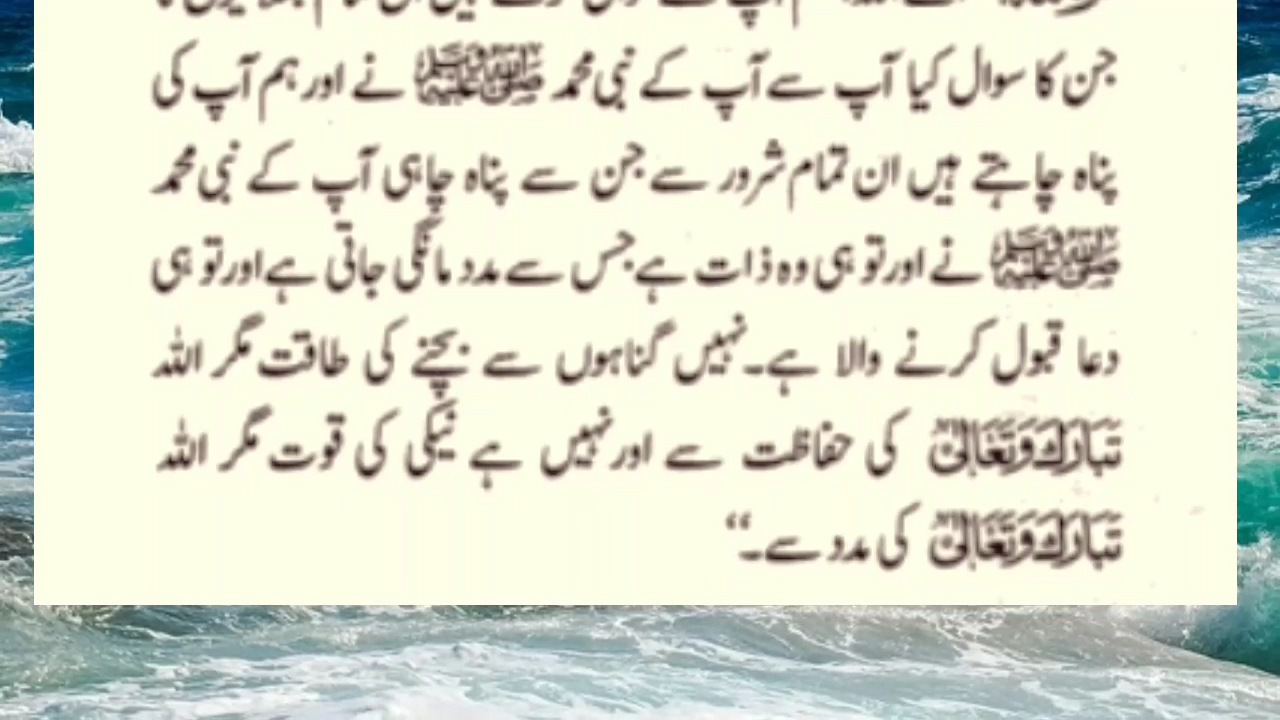 جن کا سوال کیا آپ سے آپ کے نبی محمد ﷺ نے اور ہم آپ کی
پناہ چاہتے ہیں ان تمام شرور سے جن سے پناہ چاہی آپ کے نبی محمد
ﷺ نے اور تو ہی وہ ذات ہے جس سے مدد مانگی جاتی ہے اور تو ہی
دعا قبول کرنے والا ہے۔ نہیں گناہوں سے بچنے کی طاقت مگر اللہ
تَبَارَكَ وَتَعَالٰى کی حفاظت سے اور نہیں ہے نیکی کی قوت مگر اللہ
تَبَارَكَ وَتَعَالٰى کی مدد سے۔“